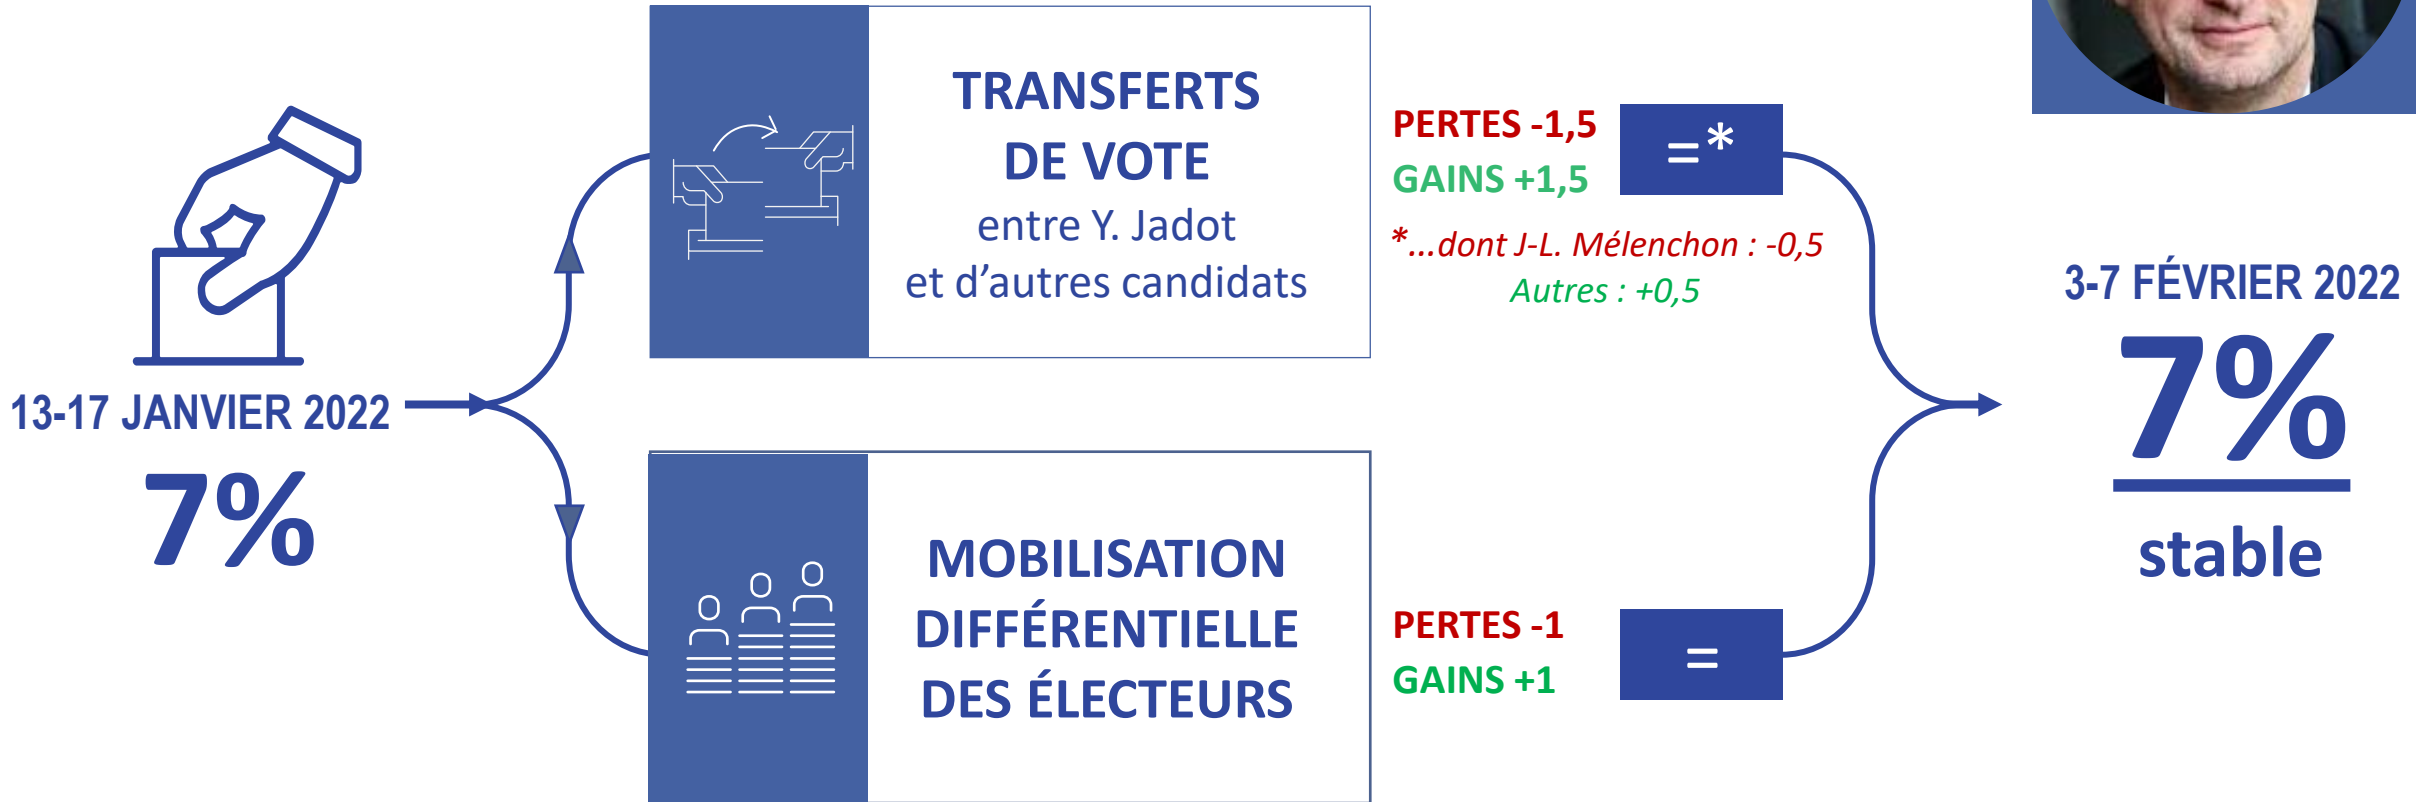 13-17 JANVIER 2022
7%
TRANSFERTS
DE VOTE
entre Y. Jadot
et d’autres candidats
PERTES -1,5
GAINS +1,5
=*
*...dont J-L. Mélenchon : -0,5
Autres : +0,5
MOBILISATION
DIFFÉRENTIELLE
DES ÉLECTEURS
PERTES -1
GAINS +1
=
3-7 FÉVRIER 2022
7%
stable